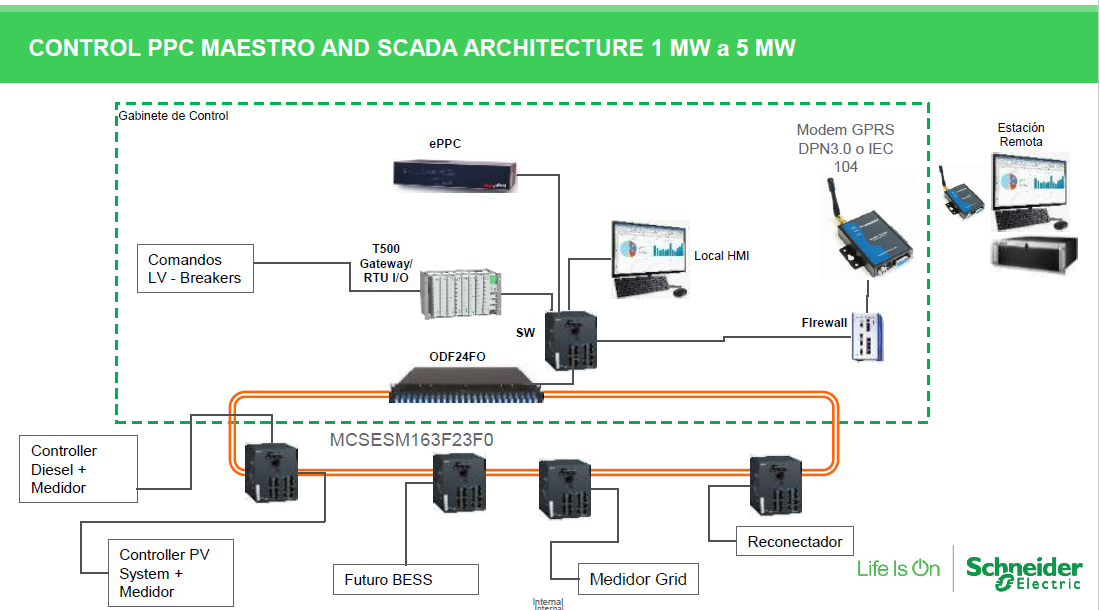 CONTROL PPC MAESTRO AND SCADA ARCHITECTURE 1 MW a 5 MW
Gabinete de Control
ePPC
Modem GPRS
DPN3.0 o IEC
104
Estación
Remota
Comandos
LV - Breakers
T500
Gateway/
RTU I/O
Local HMI
SW
FIrewall
ODF24FO
MCSESM163F23F0
Controller
Diesel +
Medidor
Controller PV
System +
Medidor
Futuro BESS
Medidor Grid
Reconectador
Life Is On
Schneider
Electric
Internal
Internal